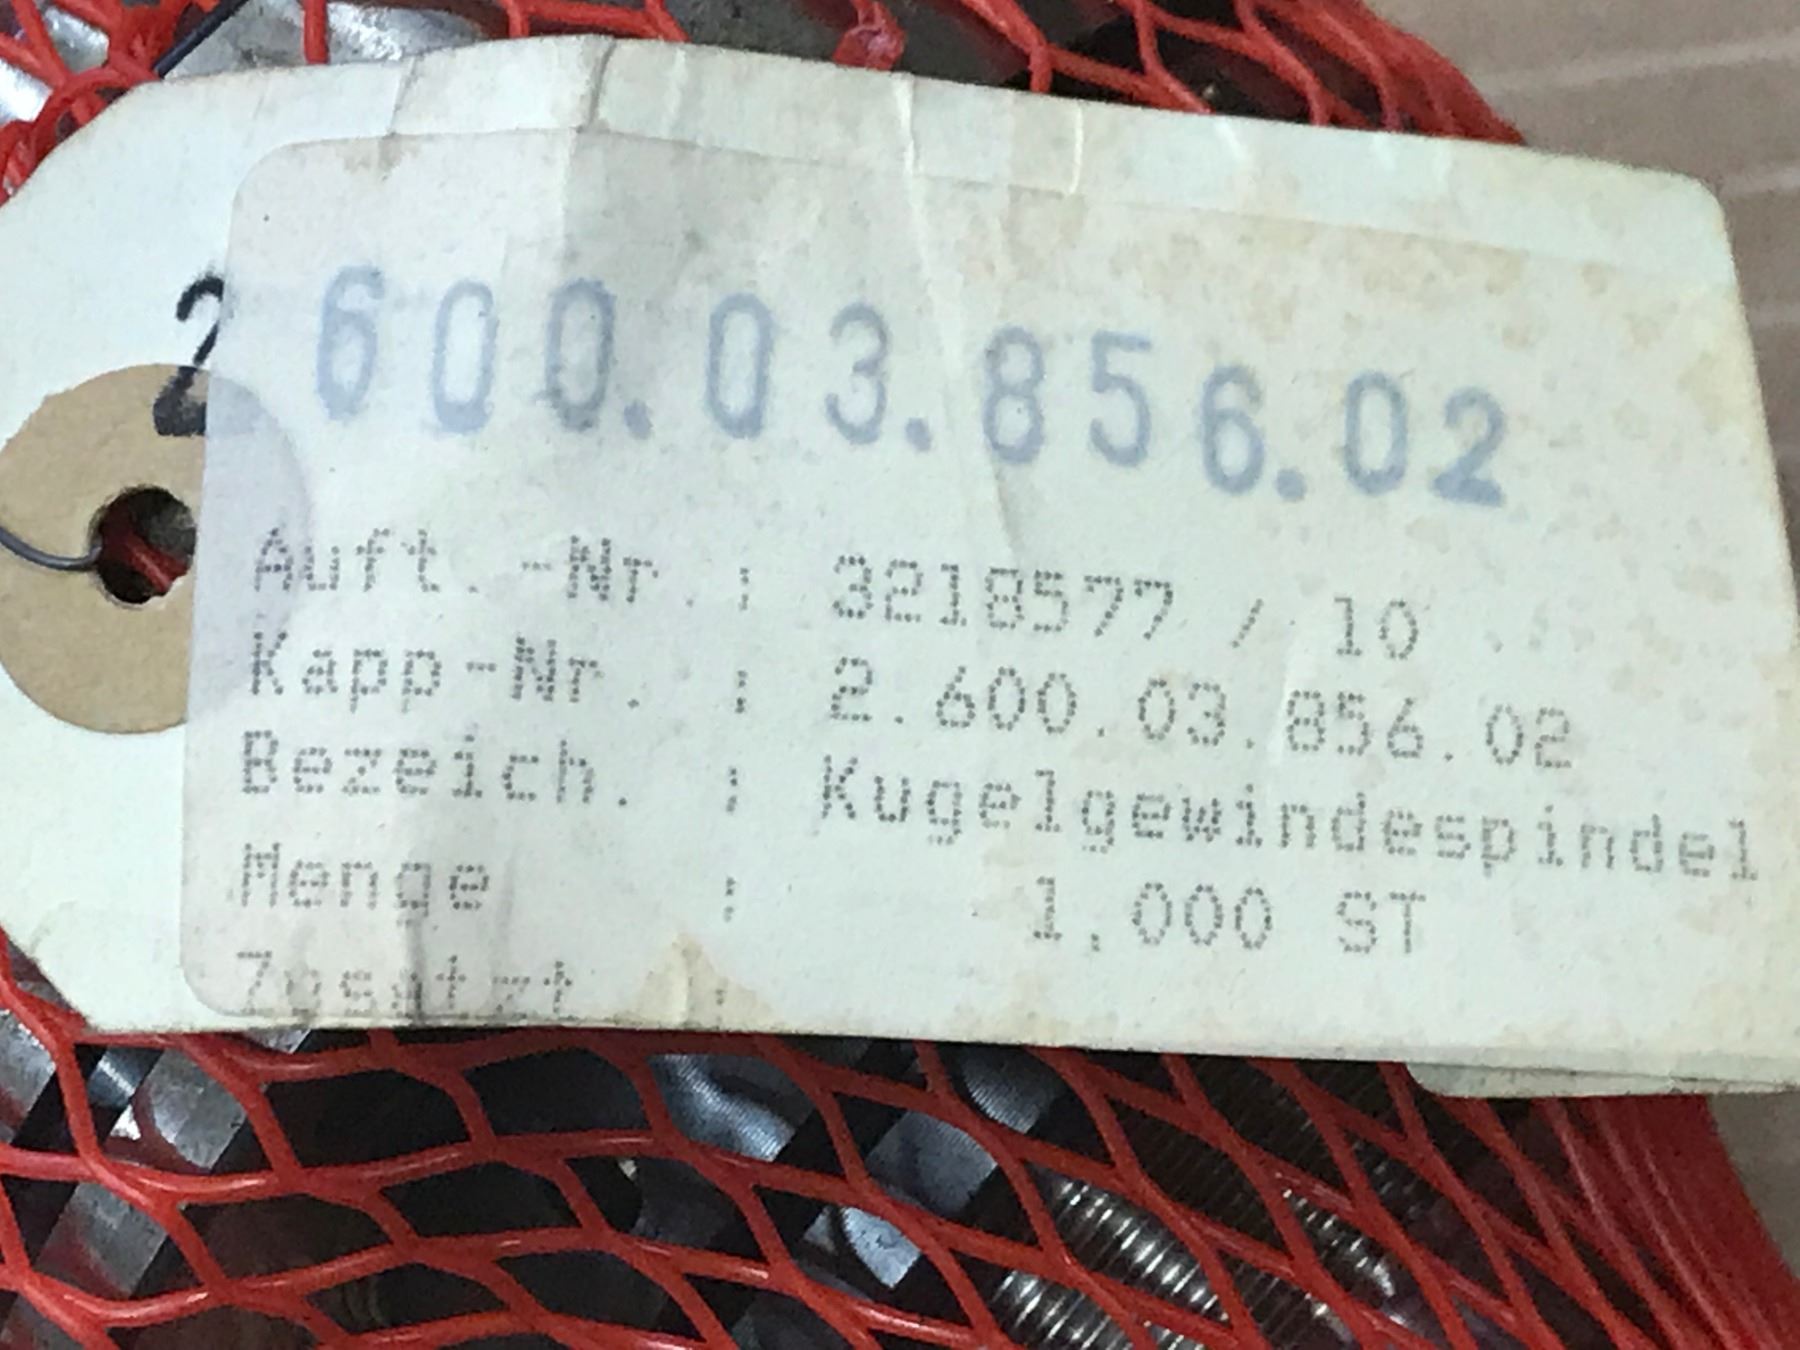 2 600.03.856.02
Auft.-Nr. : 3218577 / 10
Kapp-Nr. : 2.600.03.856.02
Bezeich. : Kugelgewindespindel
Menge : 1,000 ST